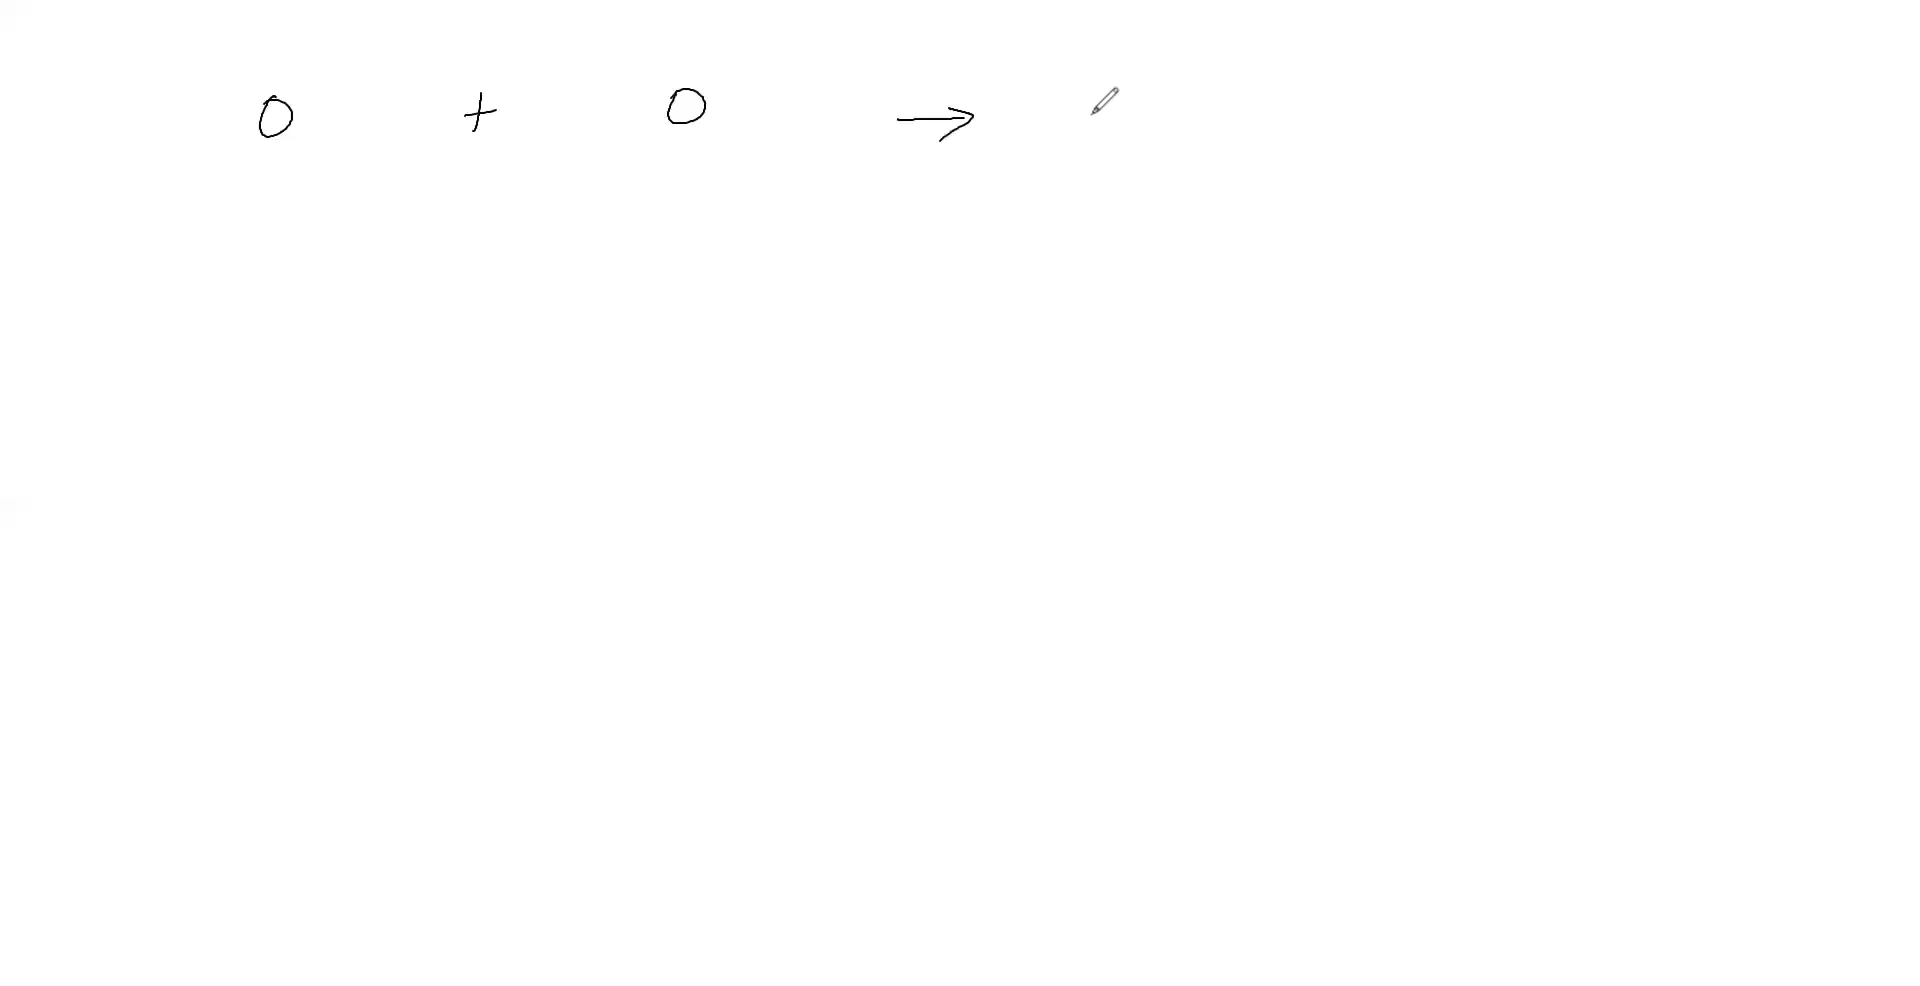 O + O →